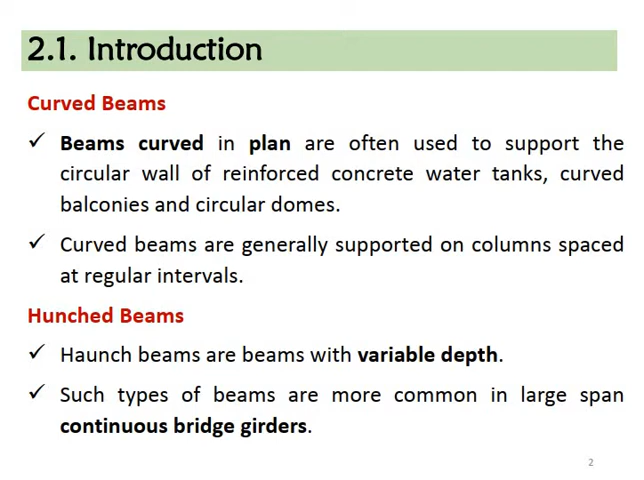 2.1. Introduction
Curved Beams
✓ Beams curved in plan are often used to support the
circular wall of reinforced concrete water tanks, curved
balconies and circular domes.
✓ Curved beams are generally supported on columns spaced
at regular intervals.
Hunched Beams
✓ Haunch beams are beams with variable depth.
✓ Such types of beams are more common in large span
continuous bridge girders.
2